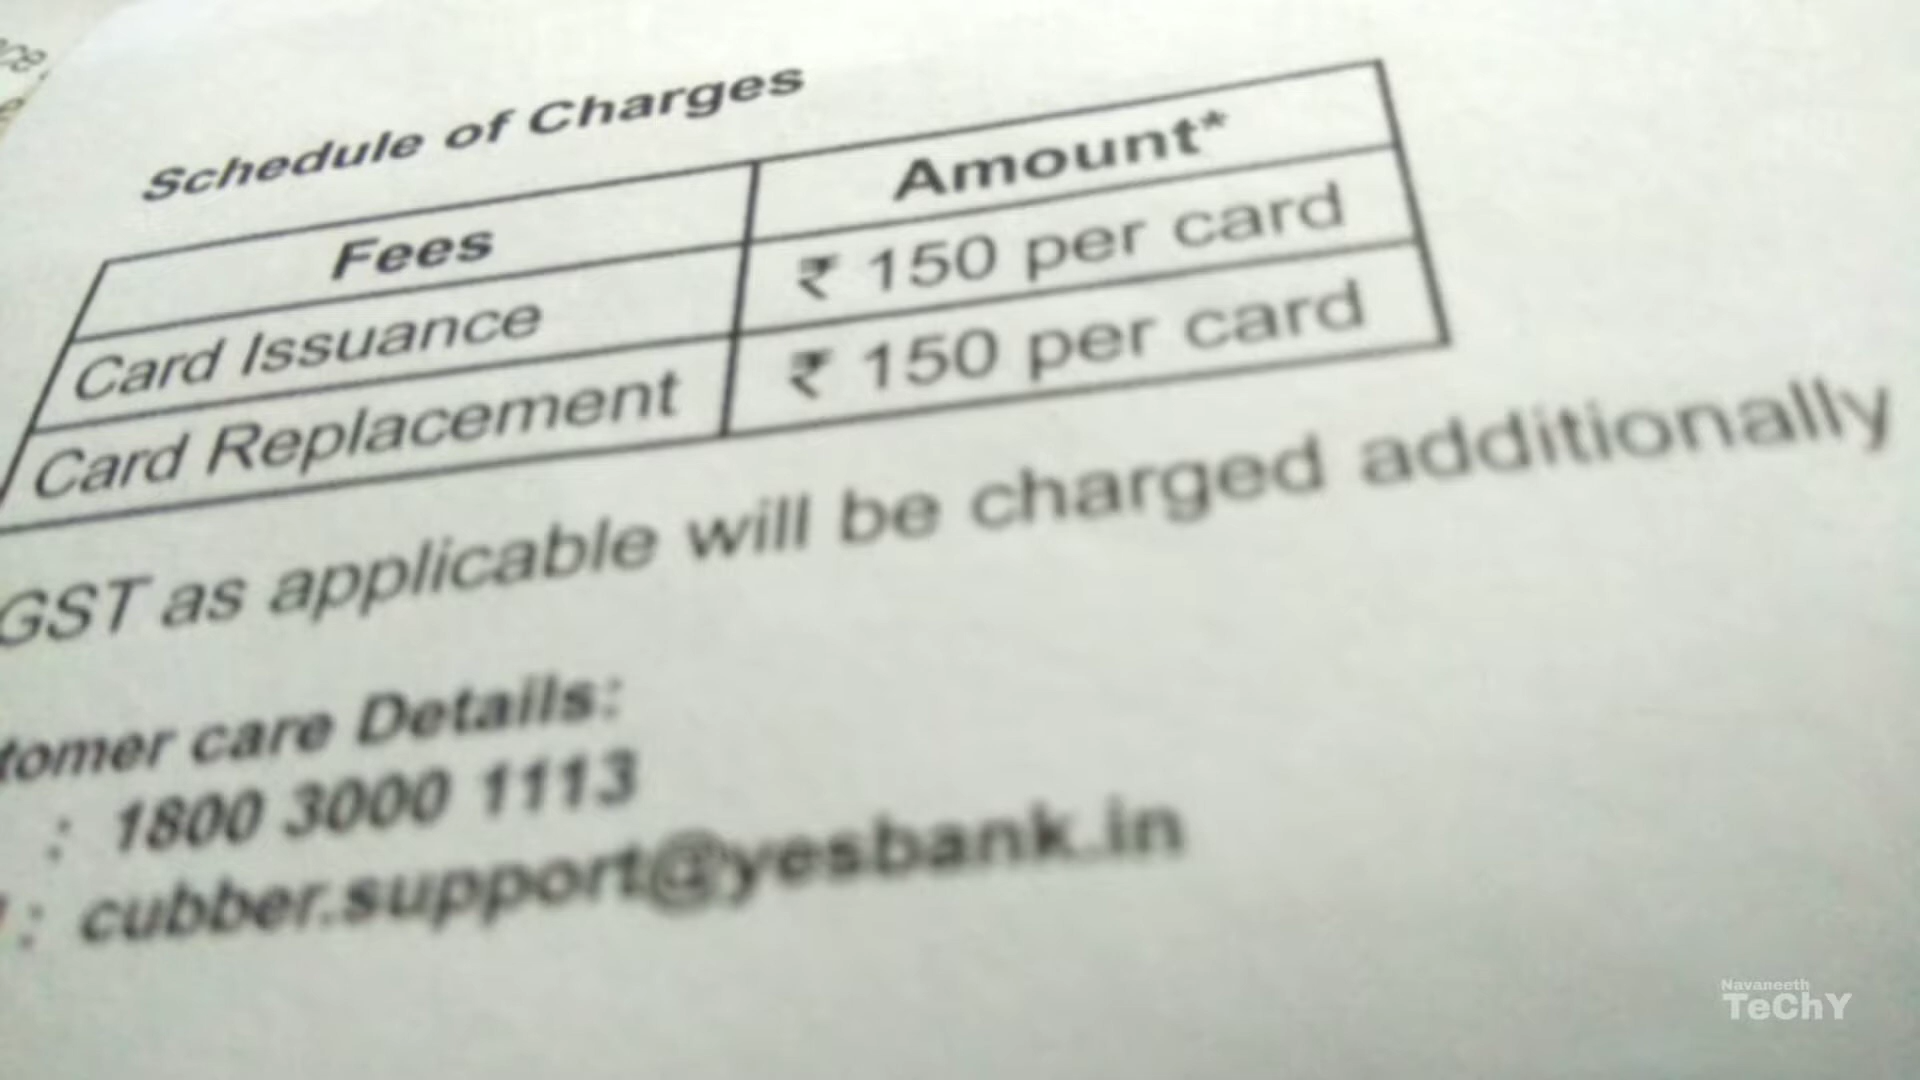 Schedule of Charges
Fees Amount*
Card Issuance ₹ 150 per card
Card Replacement ₹ 150 per card
GST as applicable will be charged additionally
tomer care Details:
: 1800 3000 1113
: cubber.support@yesbank.in
Navaneeth
TeChY